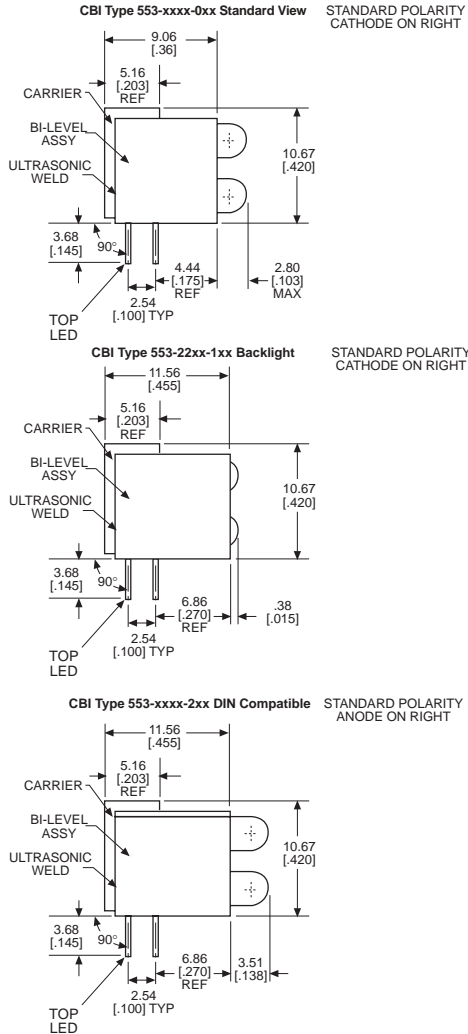 CBI Type 553-xxxx-0xx Standard View
STANDARD POLARITY
CATHODE ON RIGHT
9.06
[.36]
5.16
[.203]
REF
CARRIER
BI-LEVEL
ASSY
ULTRASONIC
WELD
10.67
[.420]
3.68
[.145]
90°
4.44
[.175]
REF
2.80
[.103]
MAX
2.54
[.100] TYP
TOP
LED
CBI Type 553-22xx-1xx Backlight
STANDARD POLARITY
CATHODE ON RIGHT
11.56
[.455]
5.16
[.203]
REF
CARRIER
BI-LEVEL
ASSY
ULTRASONIC
WELD
10.67
[.420]
3.68
[.145]
90°
6.86
[.270]
REF
.38
[.015]
2.54
[.100] TYP
TOP
LED
CBI Type 553-xxxx-2xx DIN Compatible
STANDARD POLARITY
ANODE ON RIGHT
11.56
[.455]
5.16
[.203]
REF
CARRIER
BI-LEVEL
ASSY
ULTRASONIC
WELD
10.67
[.420]
3.68
[.145]
90°
6.86
[.270]
REF
3.51
[.138]
2.54
[.100] TYP
TOP
LED